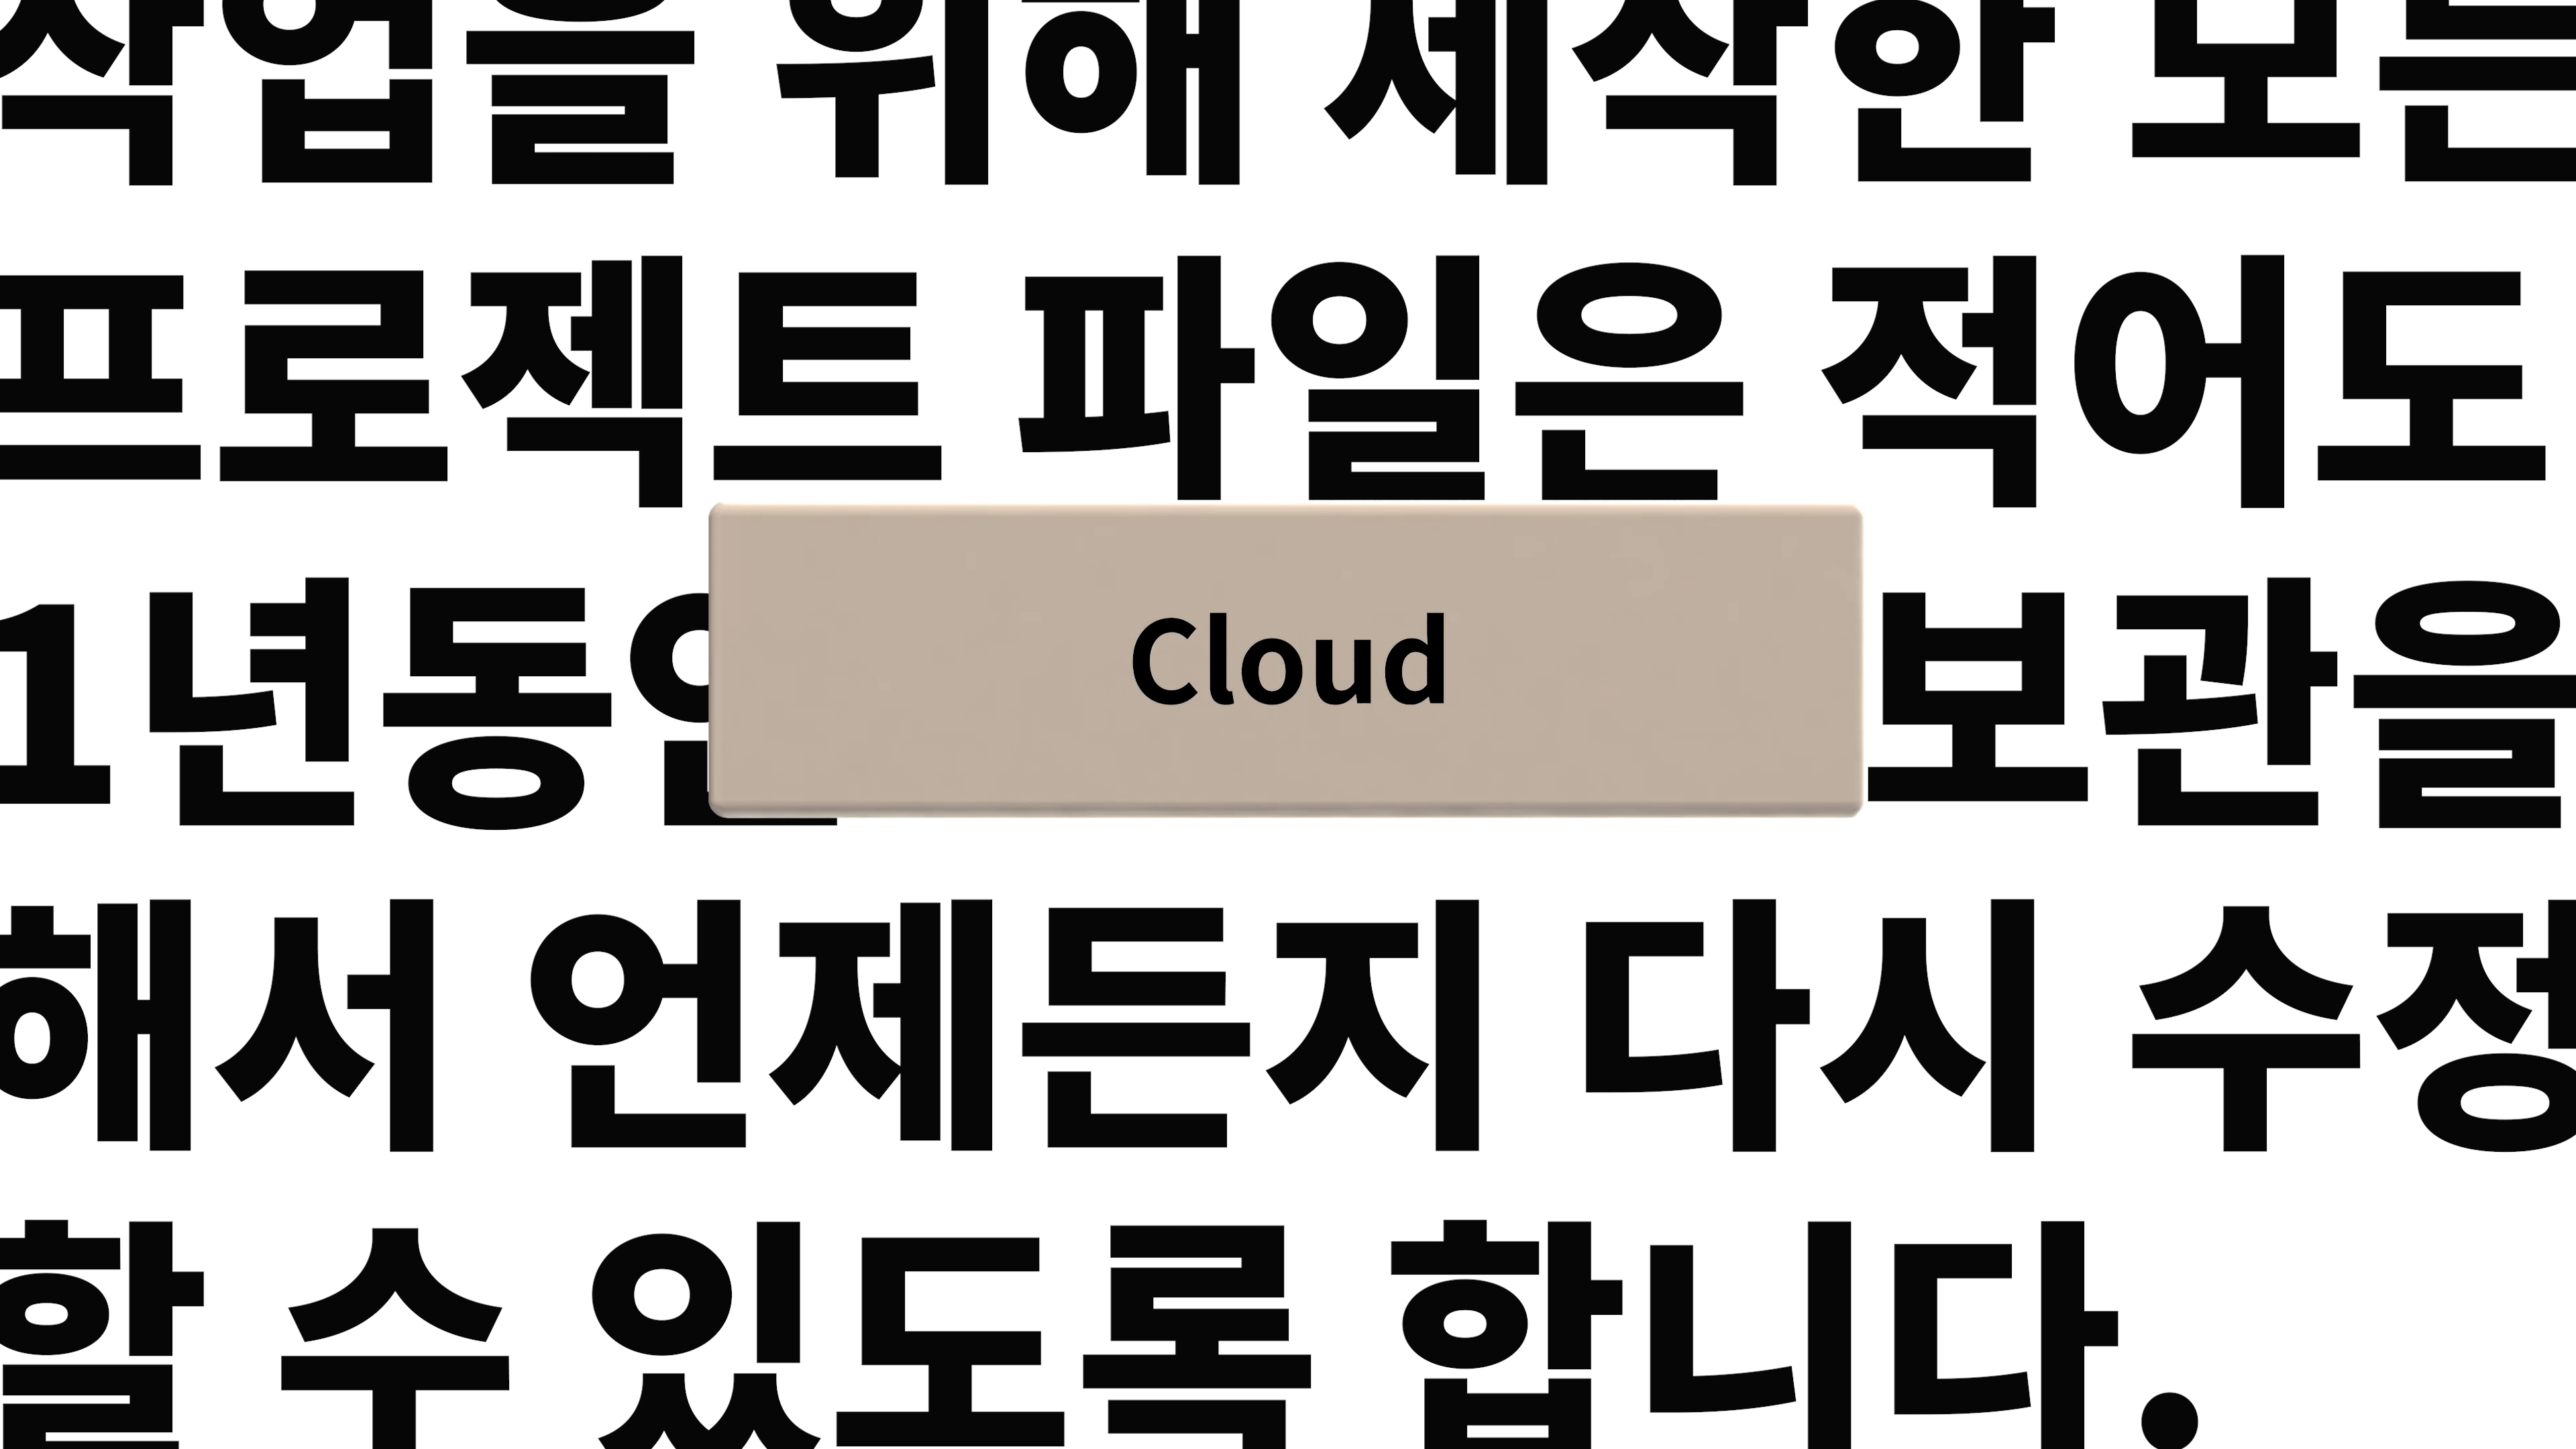 작업을 위해 제작한 모든
프로젝트 파일은 적어도
1년동안 Cloud 보관을
해서 언제든지 다시 수정
할 수 있도록 합니다.